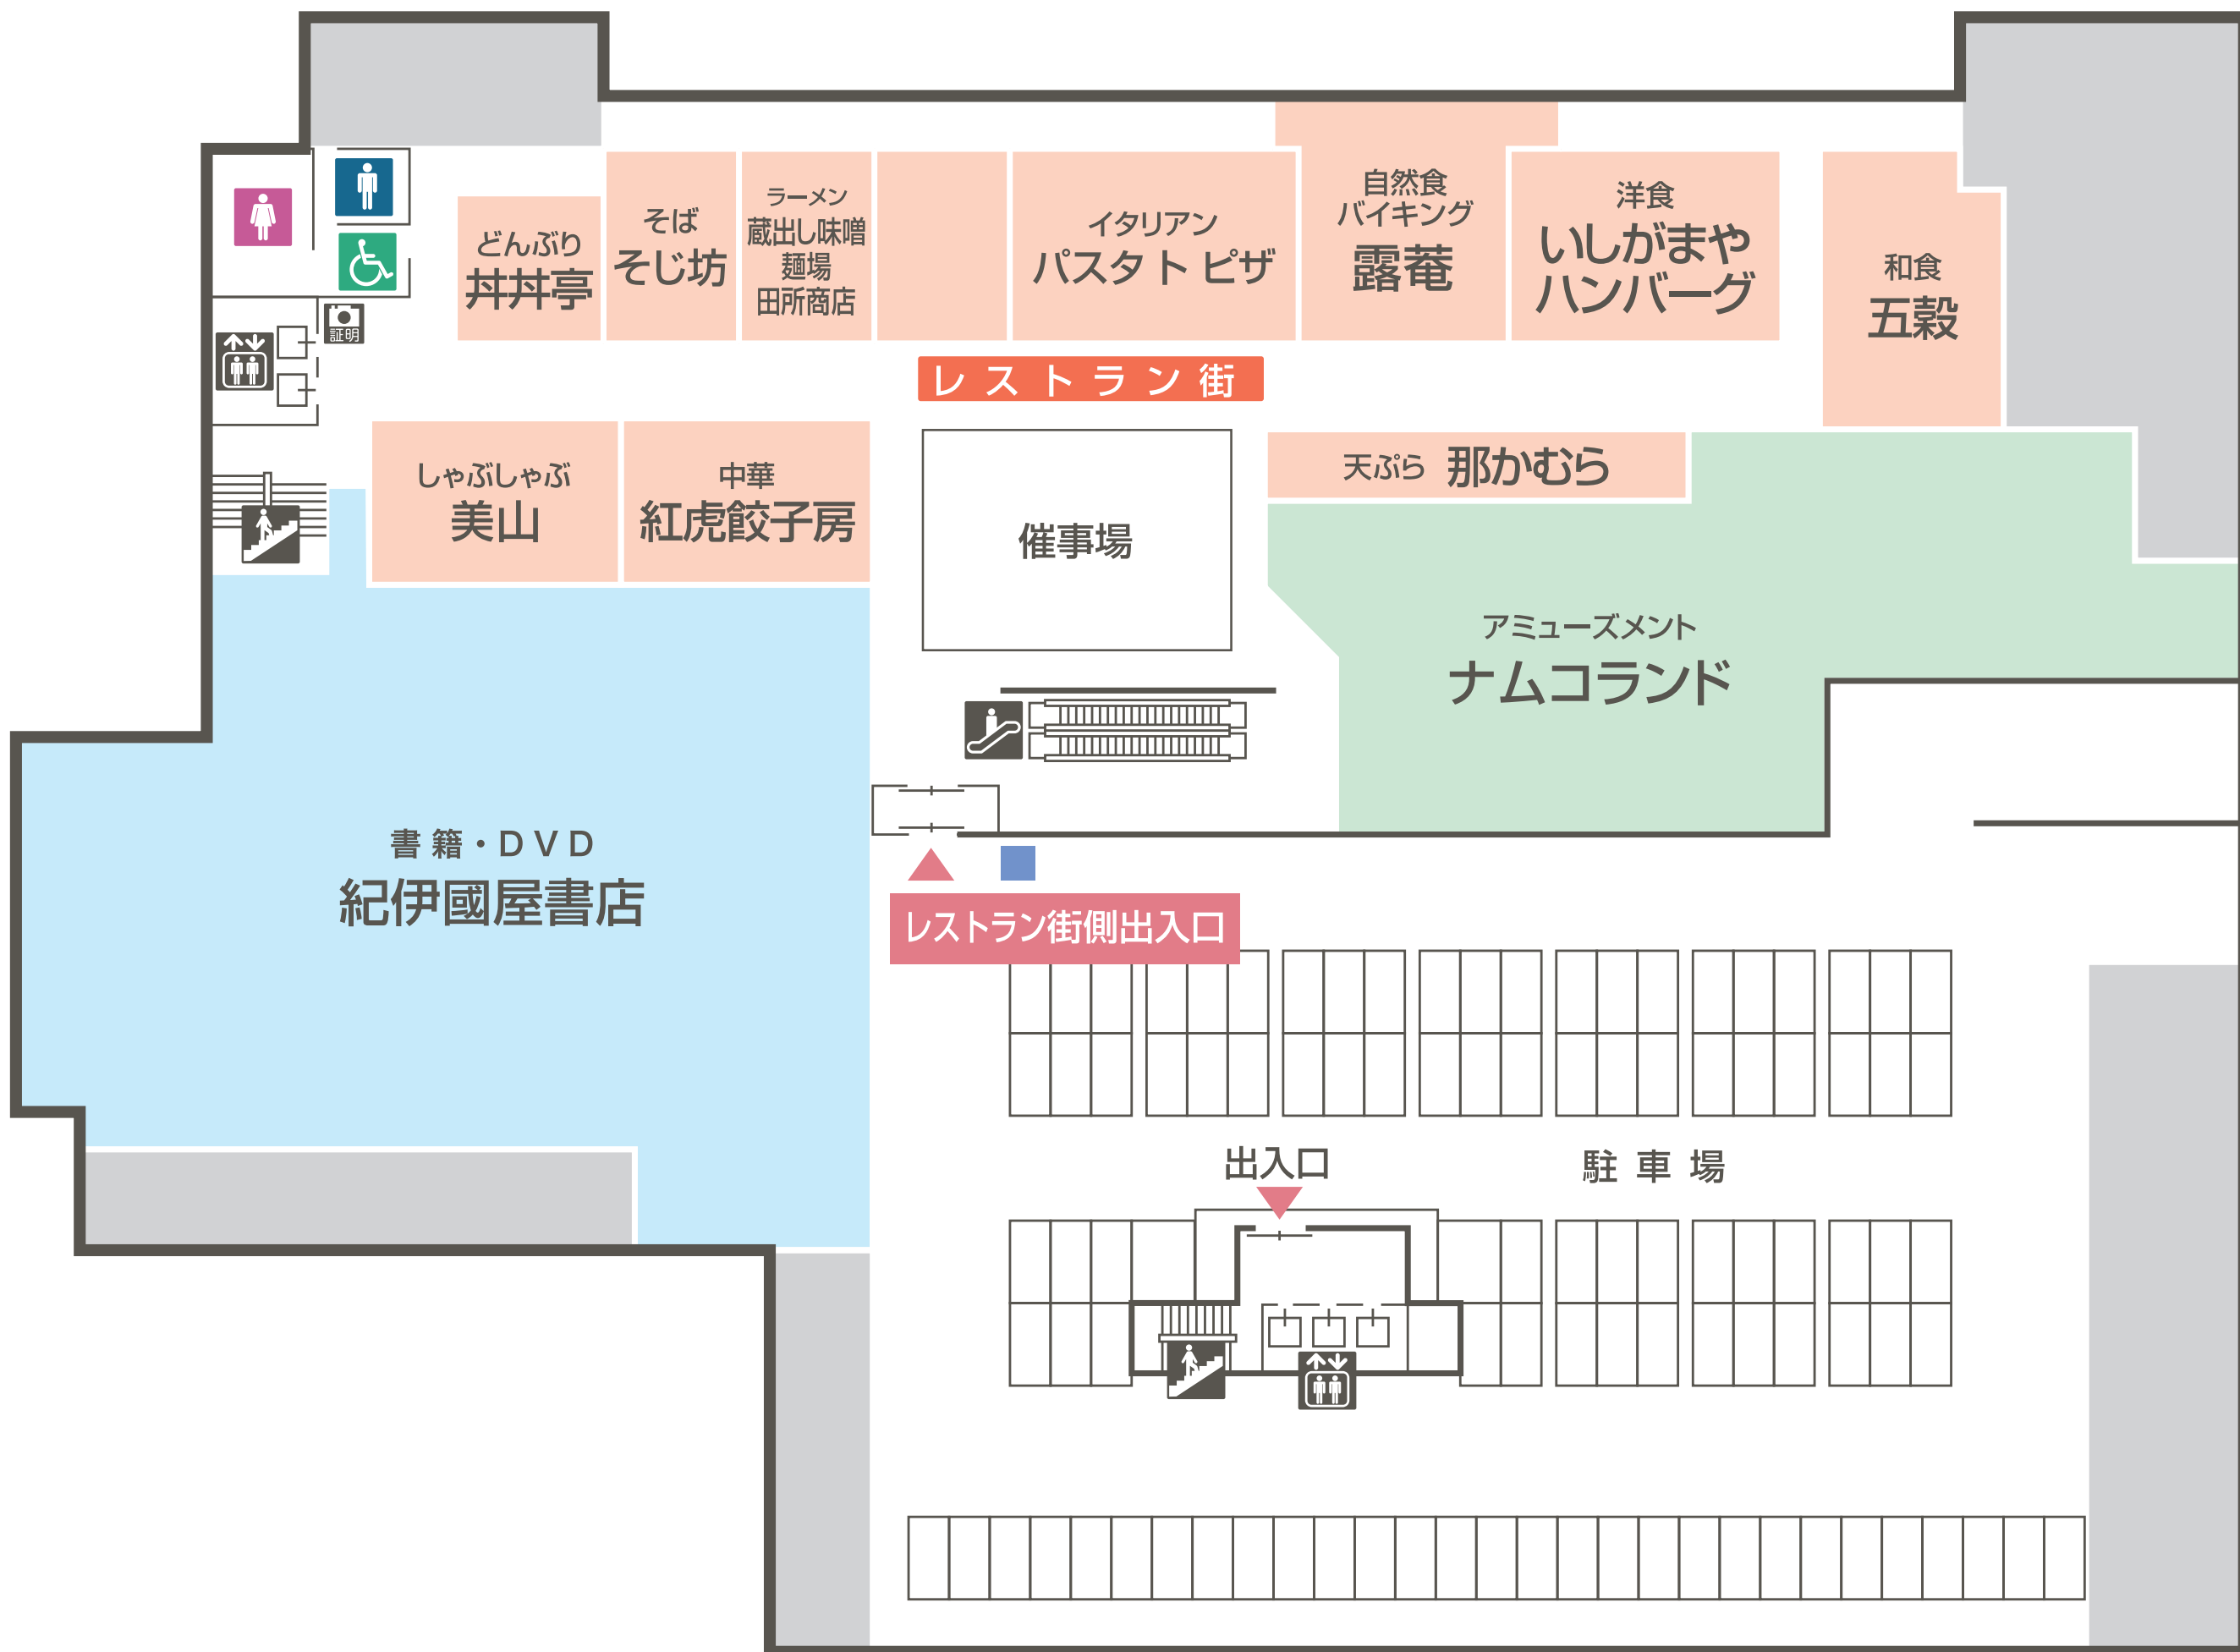 どんぶり
丼丼亭
そば
そじ坊
ラーメン
蔵出し味噌
麺場
田所商店
イタリアン
パスタ トピサ
自然食
バイキング
露菴
洋食
いしがまや
ハンバーグ
和食
五穀
証明用
レストラン街
しゃぶしゃぶ
美山
中華
紅虎餃子房
天ぷら 那かむら
催事場
アミューズメント
ナムコランド
書籍・DVD
紀伊國屋書店
レストラン街側出入口
出入口
駐車場